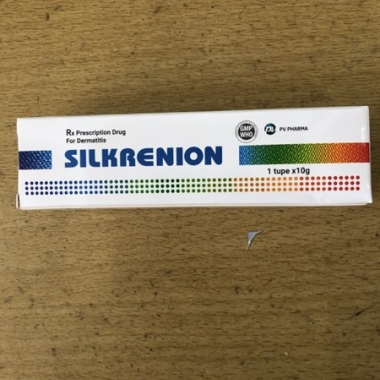 Rx Prescription Drug
For Dermatitis
GMP
WHO
PV PHARMA
SILKRENION
1 tupe x10g